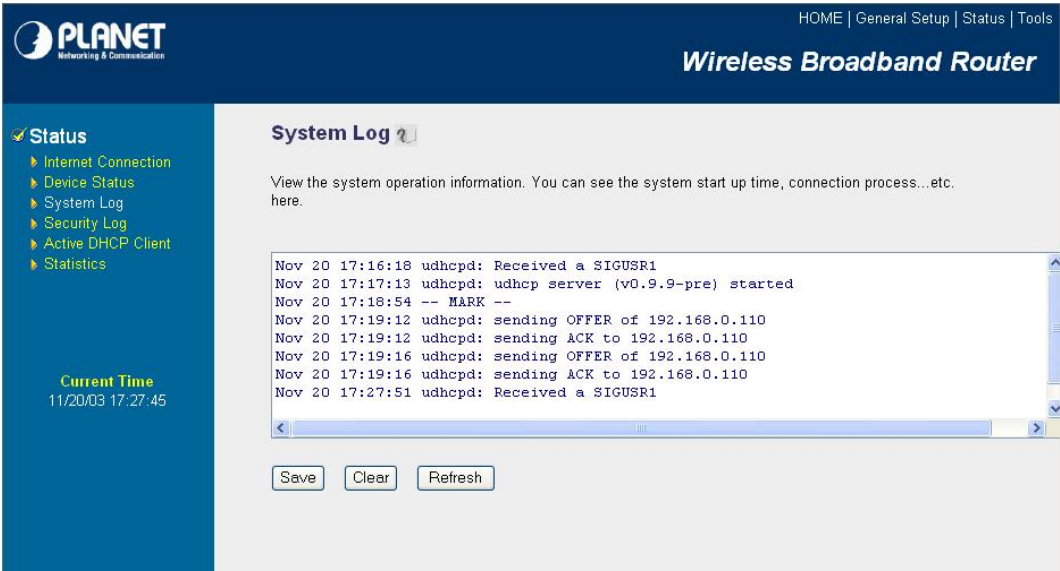 PLANET
Networking & Communication
HOME | General Setup | Status | Tools
Wireless Broadband Router
Status
Internet Connection
Device Status
System Log
Security Log
Active DHCP Client
Statistics
Current Time
11/20/03 17:27:45
System Log
View the system operation information. You can see the system start up time, connection process...etc.
here.
Nov 20 17:16:18 udhcpd: Received a SIGUSR1
Nov 20 17:17:13 udhcpd: udhcp server (v0.9.9-pre) started
Nov 20 17:18:54 -- MARK --
Nov 20 17:19:12 udhcpd: sending OFFER of 192.168.0.110
Nov 20 17:19:12 udhcpd: sending ACK to 192.168.0.110
Nov 20 17:19:16 udhcpd: sending OFFER of 192.168.0.110
Nov 20 17:19:16 udhcpd: sending ACK to 192.168.0.110
Nov 20 17:27:51 udhcpd: Received a SIGUSR1
Save
Clear
Refresh